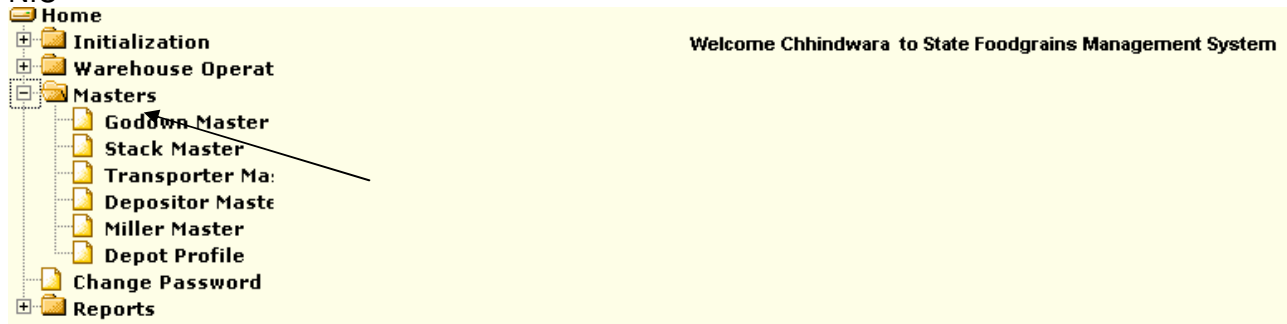 Home
Initialization
Welcome Chhindwara to State Foodgrains Management System
Warehouse Operat
Masters
Godown Master
Stack Master
Transporter Ma
Depositor Maste
Miller Master
Depot Profile
Change Password
Reports